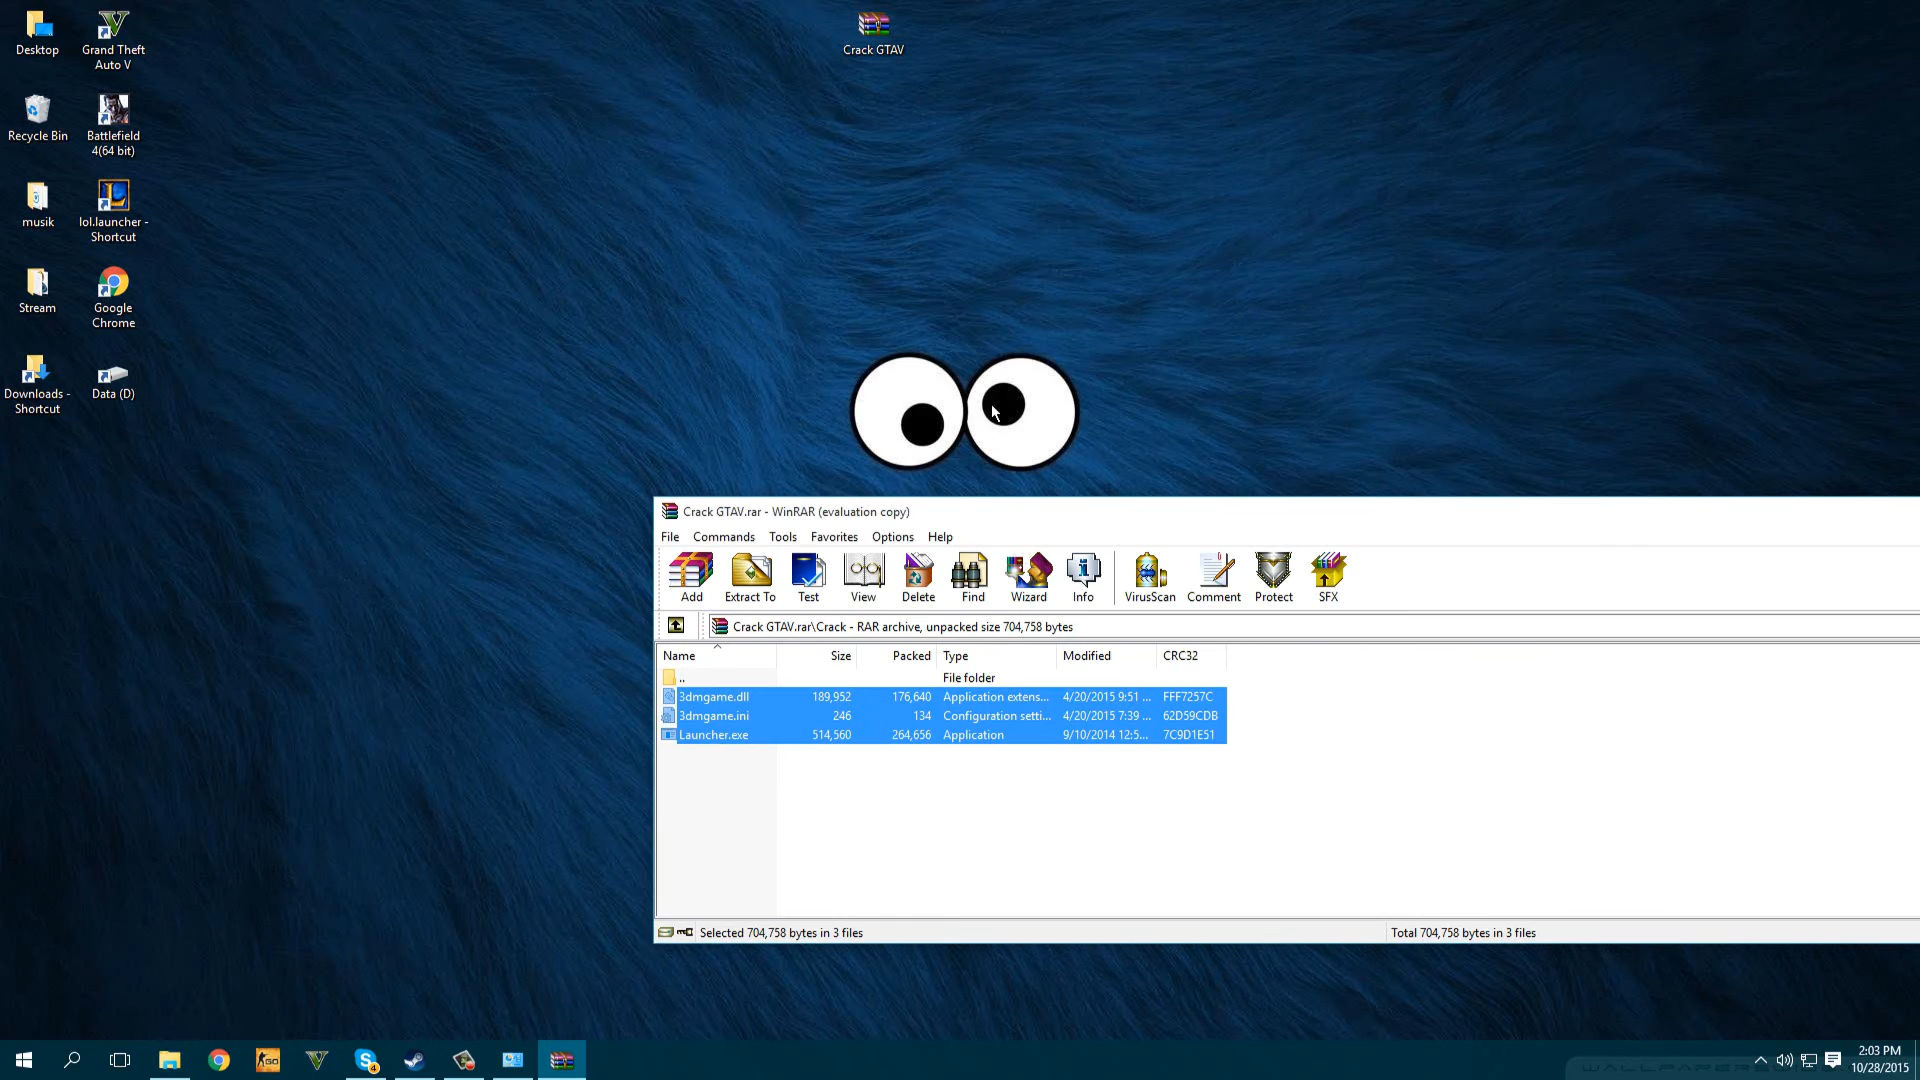 Desktop
Grand Theft
Auto V
Crack GTAV
Recycle Bin
Battlefield
4(64 bit)
musik
lol.launcher -
Shortcut
Stream
Google
Chrome
Downloads -
Shortcut
Data (D)
Crack GTAV.rar - WinRAR (evaluation copy)
File Commands Tools Favorites Options Help
Add Extract To Test View Delete Find Wizard Info VirusScan Comment Protect SFX
Crack GTAV.rar\Crack - RAR archive, unpacked size 704,758 bytes
Name Size Packed Type Modified CRC32
.. File folder
3dmgame.dll 189,952 176,640 Application extens... 4/20/2015 9:51 ... FFF7257C
3dmgame.ini 246 134 Configuration setti... 4/20/2015 7:39 ... 62D59CDB
Launcher.exe 514,560 264,656 Application 9/10/2014 12:5... 7C9D1E51
Selected 704,758 bytes in 3 files Total 704,758 bytes in 3 files
GO
4
2:03 PM
10/28/2015